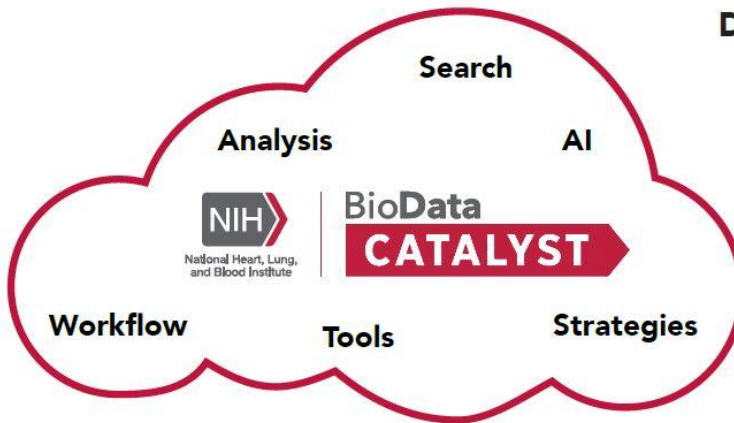 D
Search
Analysis AI
NIH
National Heart, Lung,
and Blood Institute
BioData
CATALYST
Workflow Tools Strategies